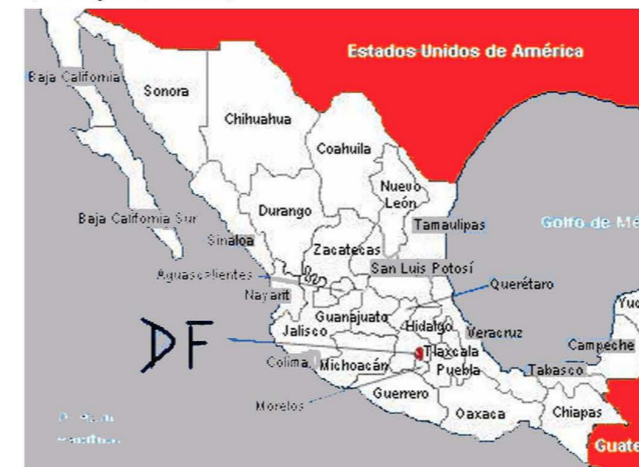 Estados Unidos de América
Baja California
Sonora
Chihuahua
Coahuila
Nuevo
León
Durango
Baja California Sur
Tamaulipas
Golfo de Mé
Sinaloa
Zacatecas
San Luis Potosí
Aguascalientes
Querétaro
Nayarit
Yuc
Guanajuato
Hidalgo
Jalisco
Veracruz
DF
Campeche
Tlaxcala
Colima
Michoacán
Puebla
Tabasco
Guerrero
Morelos
Oaxaca
Chiapas
Guate